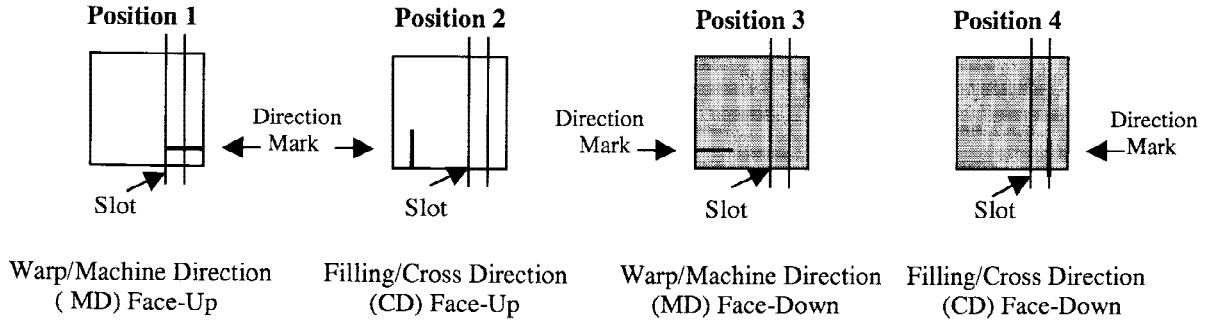 Position 1
Position 2
Position 3
Position 4
Direction
Mark
Direction
Mark
Direction
Mark
Slot
Slot
Slot
Slot
Warp/Machine Direction
( MD) Face-Up
Filling/Cross Direction
(CD) Face-Up
Warp/Machine Direction
(MD) Face-Down
Filling/Cross Direction
(CD) Face-Down